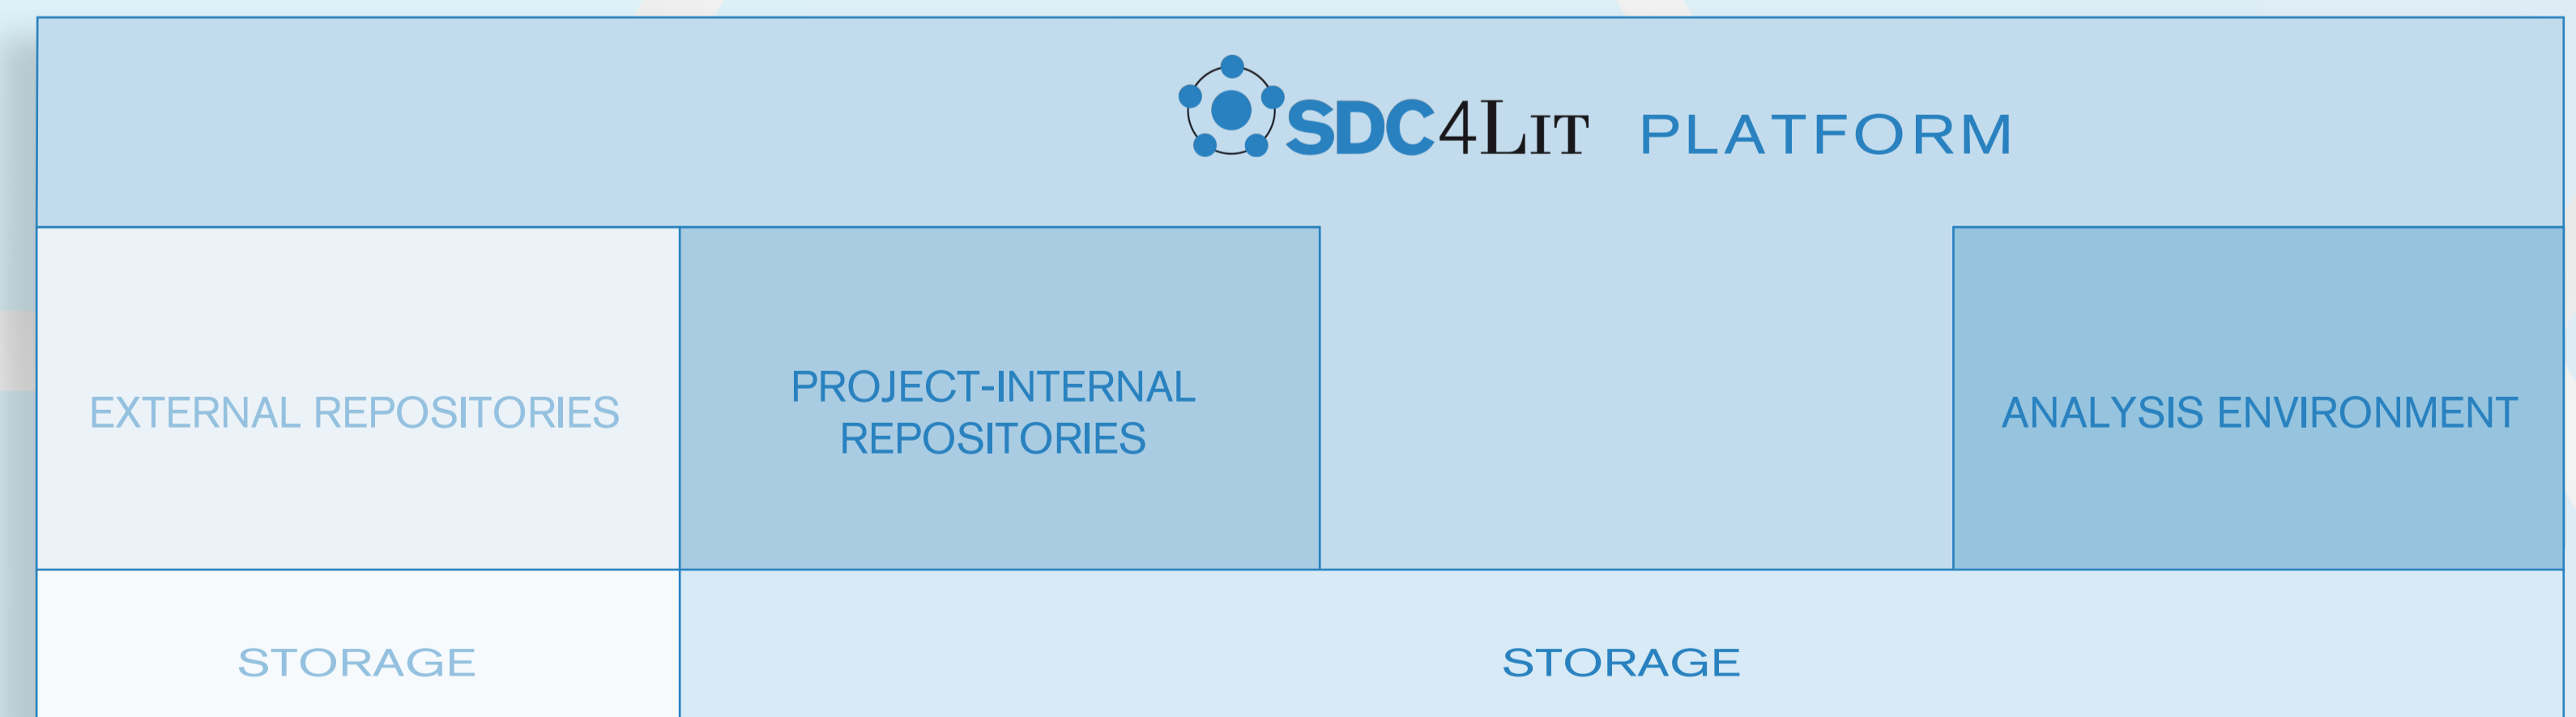 SDC4Lit PLATFORM
EXTERNAL REPOSITORIES
PROJECT-INTERNAL
REPOSITORIES
ANALYSIS ENVIRONMENT
STORAGE
STORAGE